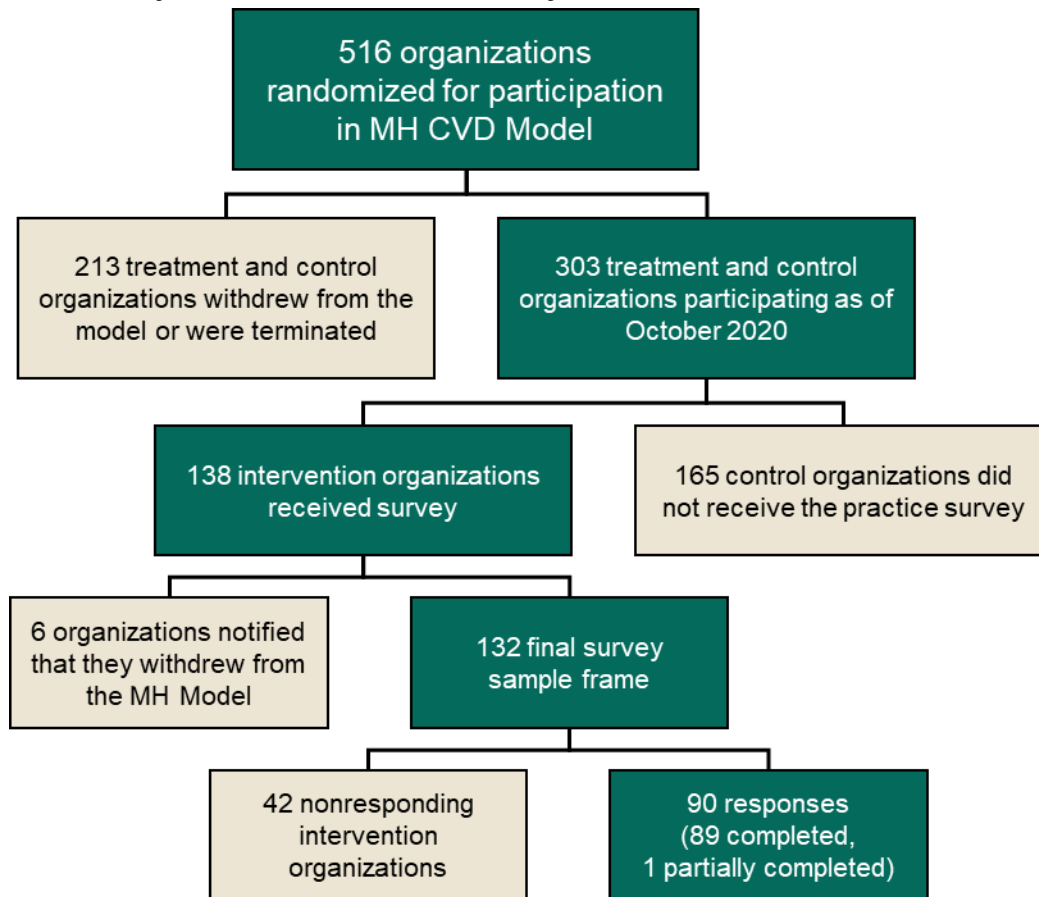 516 organizations
randomized for participation
in MH CVD Model
213 treatment and control
organizations withdrew from the
model or were terminated
303 treatment and control
organizations participating as of
October 2020
138 intervention organizations
received survey
165 control organizations did
not receive the practice survey
6 organizations notified
that they withdrew from
the MH Model
132 final survey
sample frame
42 nonresponding
intervention
organizations
90 responses
(89 completed,
1 partially completed)